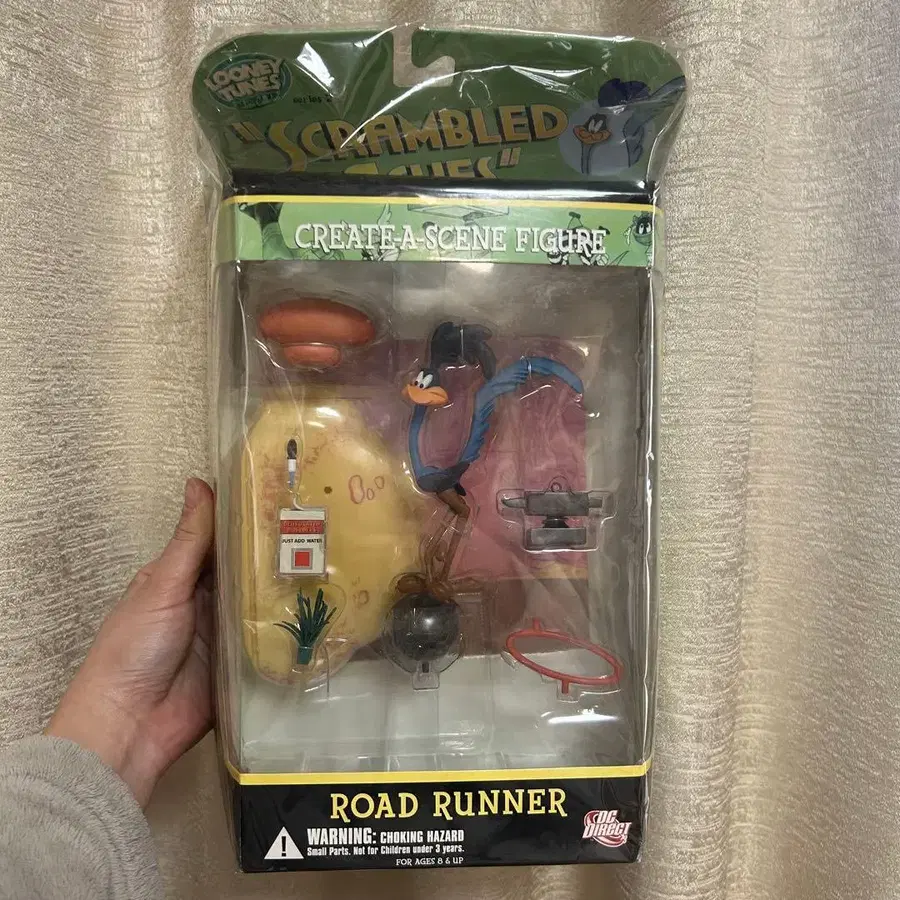 LOONEY
TUNES
"SCRAMBLED
ACHES"
CREATE-A-SCENE FIGURE
JUST ADD WATER
ROAD RUNNER
DC
DIRECT
WARNING: CHOKING HAZARD
Small Parts. Not for Children under 3 years.
FOR AGES 8 & UP